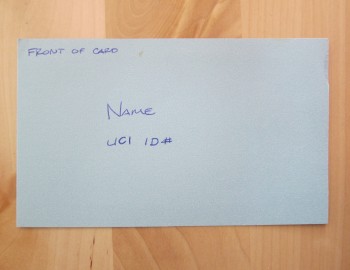 FRONT OF CARD
NAME
UCI ID#